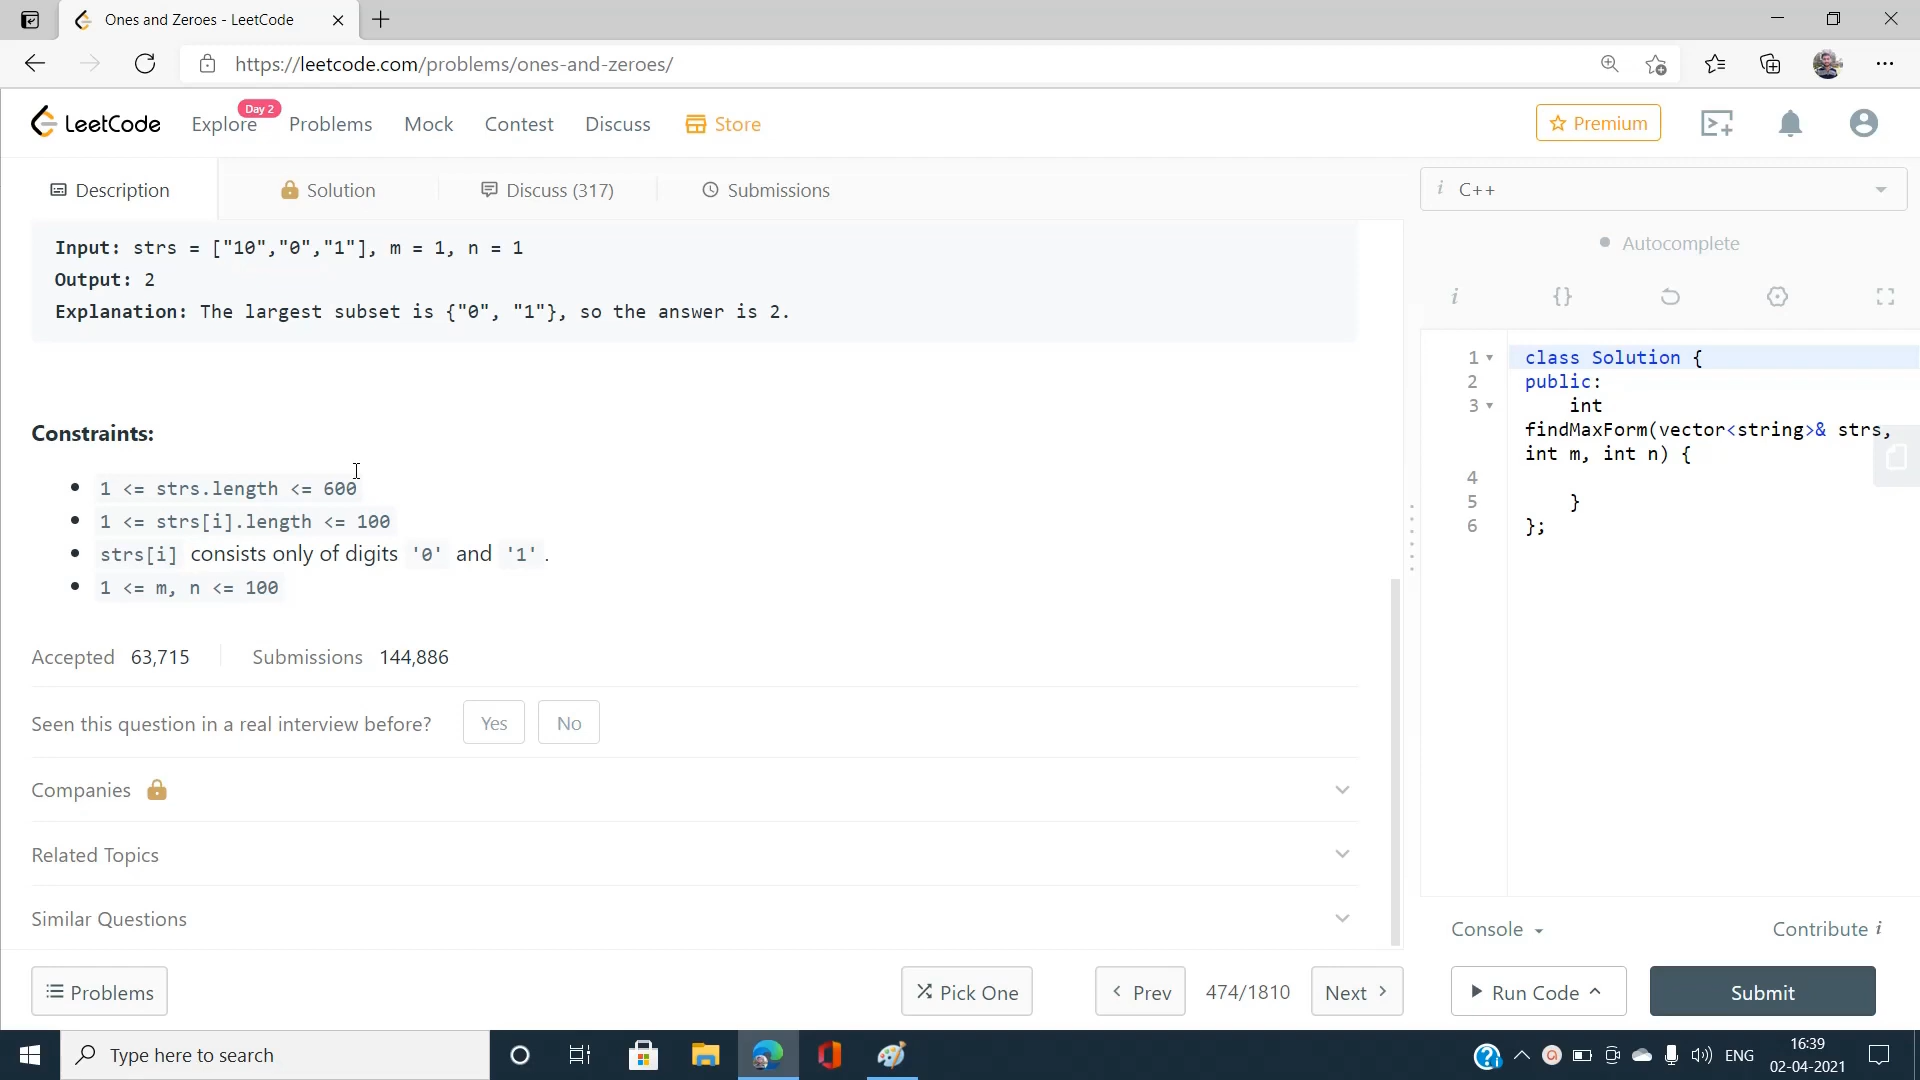 Ones and Zeroes - LeetCode
https://leetcode.com/problems/ones-and-zeroes/
LeetCode
Explore
Day 2
Problems
Mock
Contest
Discuss
Store
Premium
Description
Solution
Discuss (317)
Submissions
i C++
Autocomplete
i {}
Input: strs = ["10","0","1"], m = 1, n = 1
Output: 2
Explanation: The largest subset is {"0", "1"}, so the answer is 2.
Constraints:
1 <= strs.length <= 600
1 <= strs[i].length <= 100
strs[i] consists only of digits '0' and '1'.
1 <= m, n <= 100
Accepted 63,715
Submissions 144,886
Seen this question in a real interview before?
Yes
No
Companies
Related Topics
Similar Questions
1 class Solution {
2 public:
3 int
findMaxForm(vector<string>& strs,
int m, int n) {
4
5 }
6 };
Console
Contribute i
Problems
Pick One
Prev
474/1810
Next
Run Code
Submit
Type here to search
ENG
16:39
02-04-2021